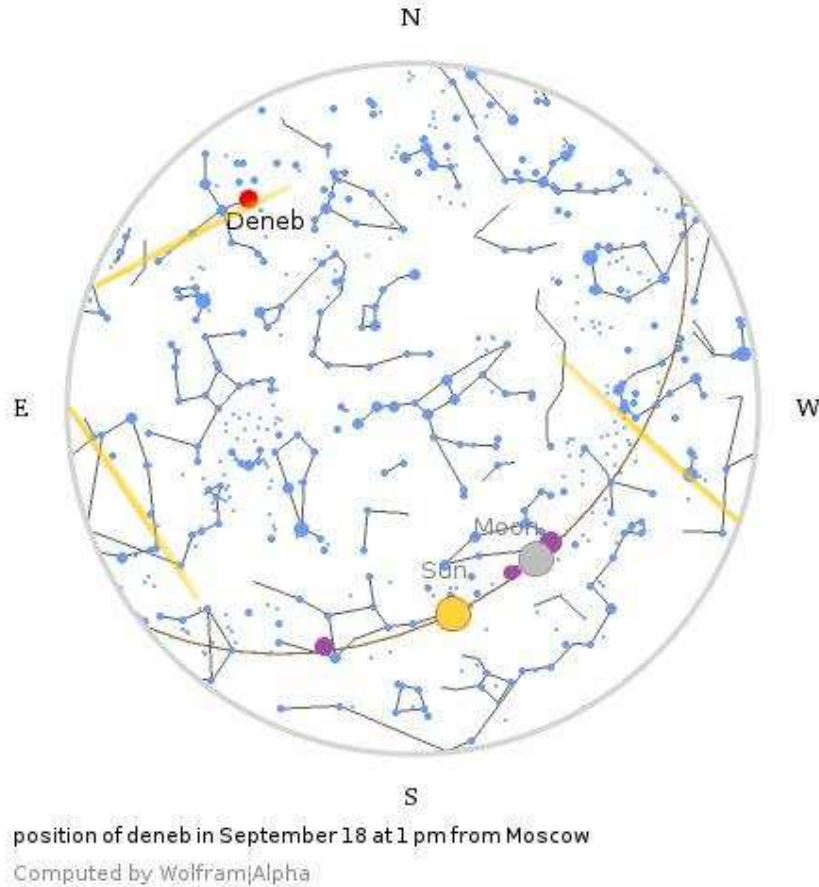 N
Deneb
E
W
Moon
Sun
S
position of deneb in September 18 at 1 pm from Moscow
Computed by Wolfram|Alpha